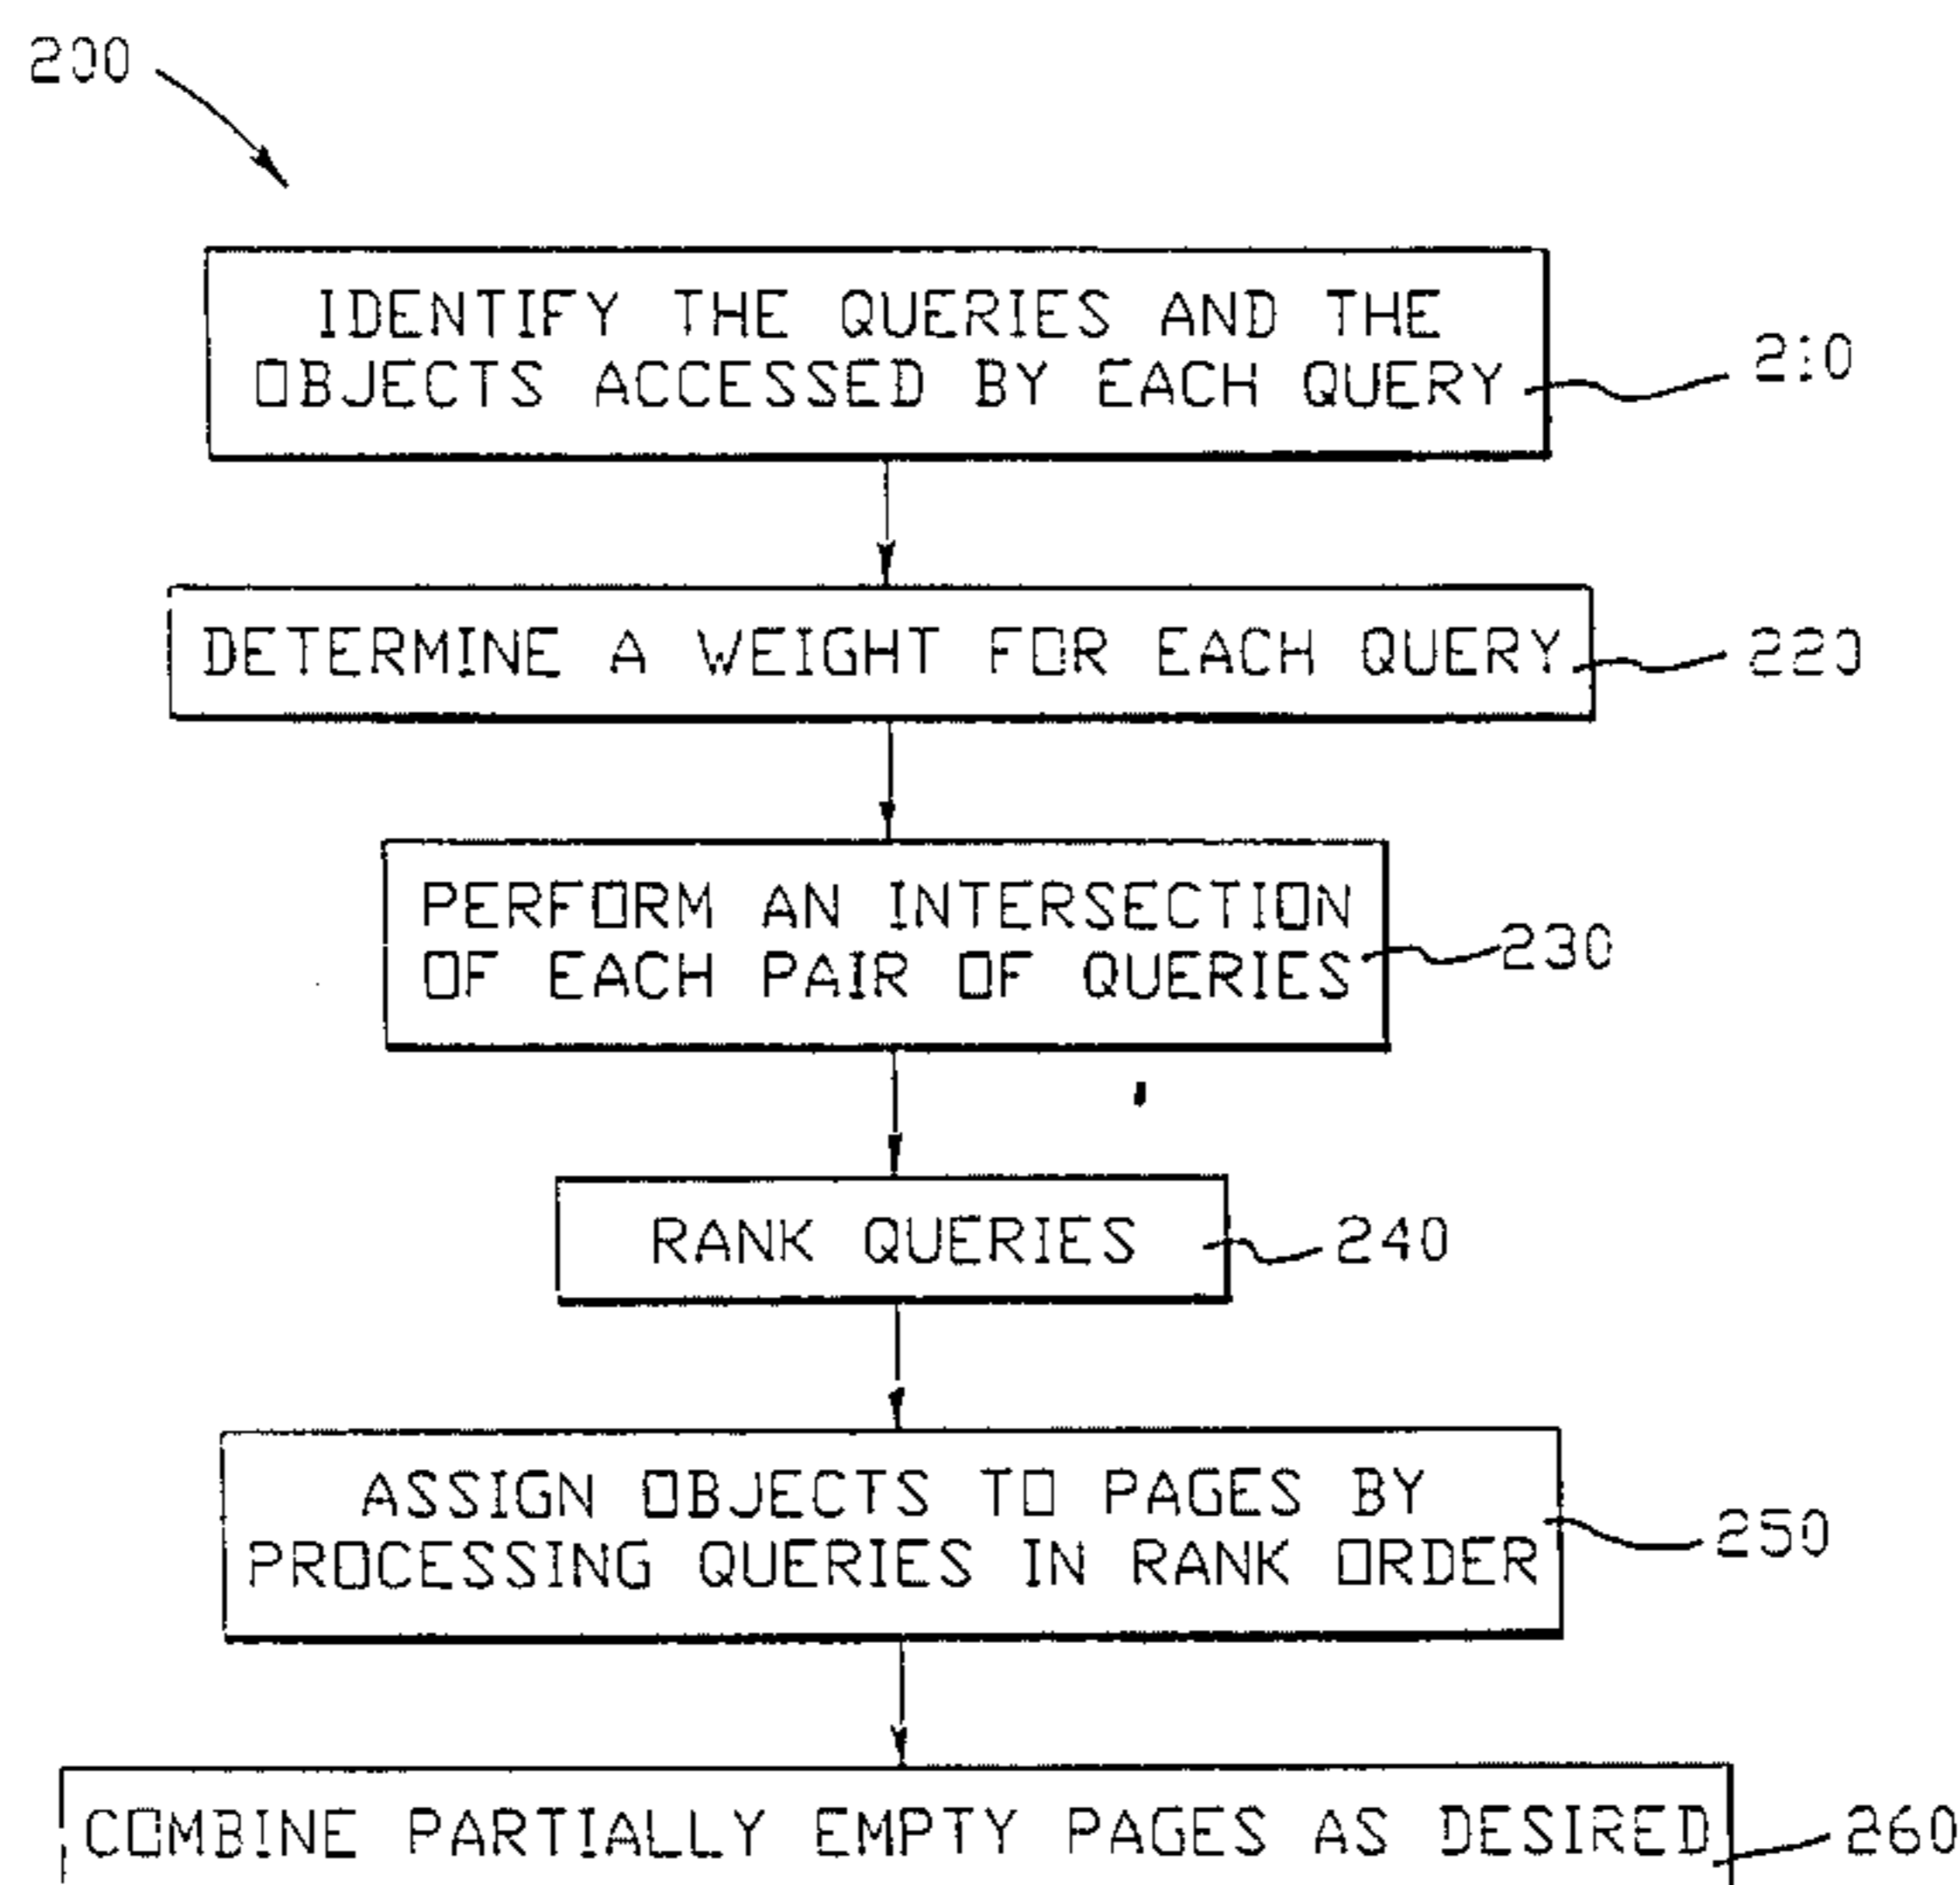 200
IDENTIFY THE QUERIES AND THE
OBJECTS ACCESSED BY EACH QUERY
210
DETERMINE A WEIGHT FOR EACH QUERY
220
PERFORM AN INTERSECTION
OF EACH PAIR OF QUERIES
230
RANK QUERIES
240
ASSIGN OBJECTS TO PAGES BY
PROCESSING QUERIES IN RANK ORDER
250
COMBINE PARTIALLY EMPTY PAGES AS DESIRED
260